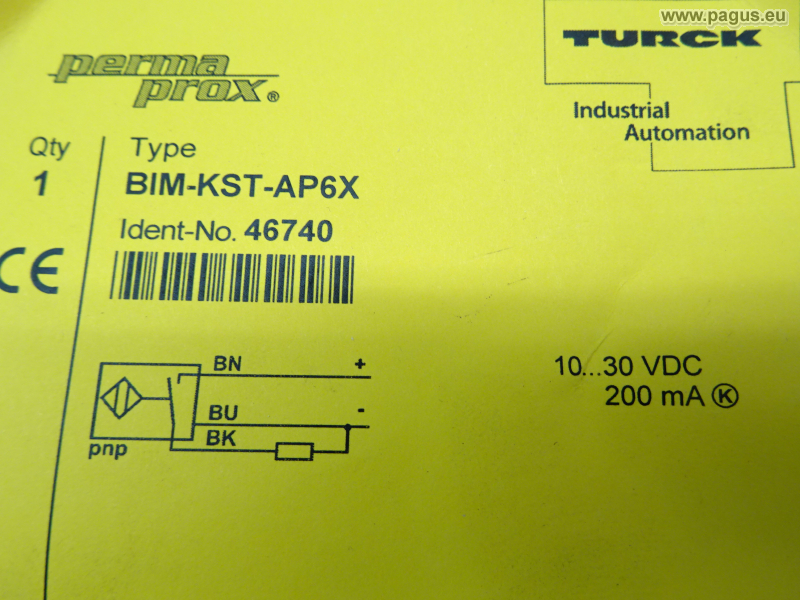 www.pagus.eu
TURCK
perma
prox®
Industrial
Automation
Qty
Type
1
BIM-KST-AP6X
Ident-No. 46740
CE
BN
+
10...30 VDC
200 mA Ⓚ
BU
-
BK
pnp